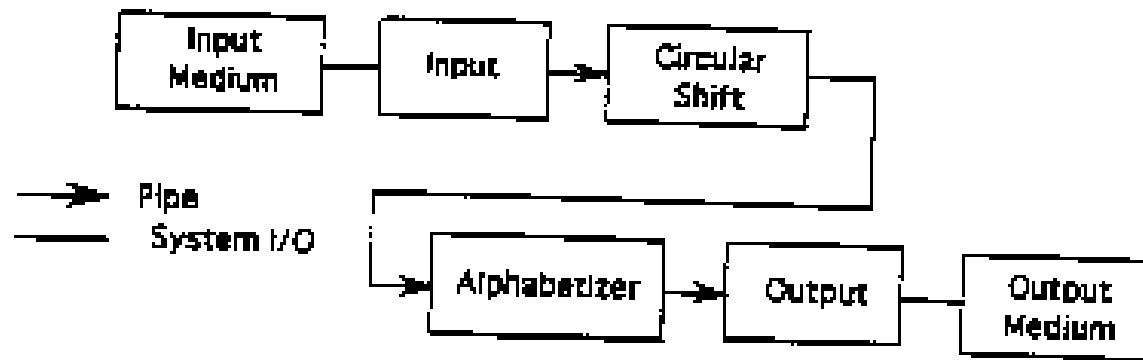 Input
Medium
Input
Circular
Shift
Pipe
System I/O
Alphabetizer
Output
Output
Medium